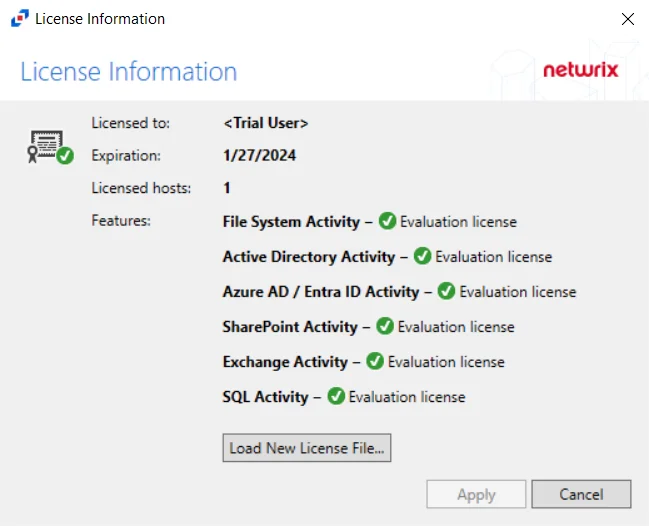 License Information
License Information
netwrix
Licensed to: <Trial User>
Expiration: 1/27/2024
Licensed hosts: 1
Features:
File System Activity – Evaluation license
Active Directory Activity – Evaluation license
Azure AD / Entra ID Activity – Evaluation license
SharePoint Activity – Evaluation license
Exchange Activity – Evaluation license
SQL Activity – Evaluation license
Load New License File...
Apply Cancel